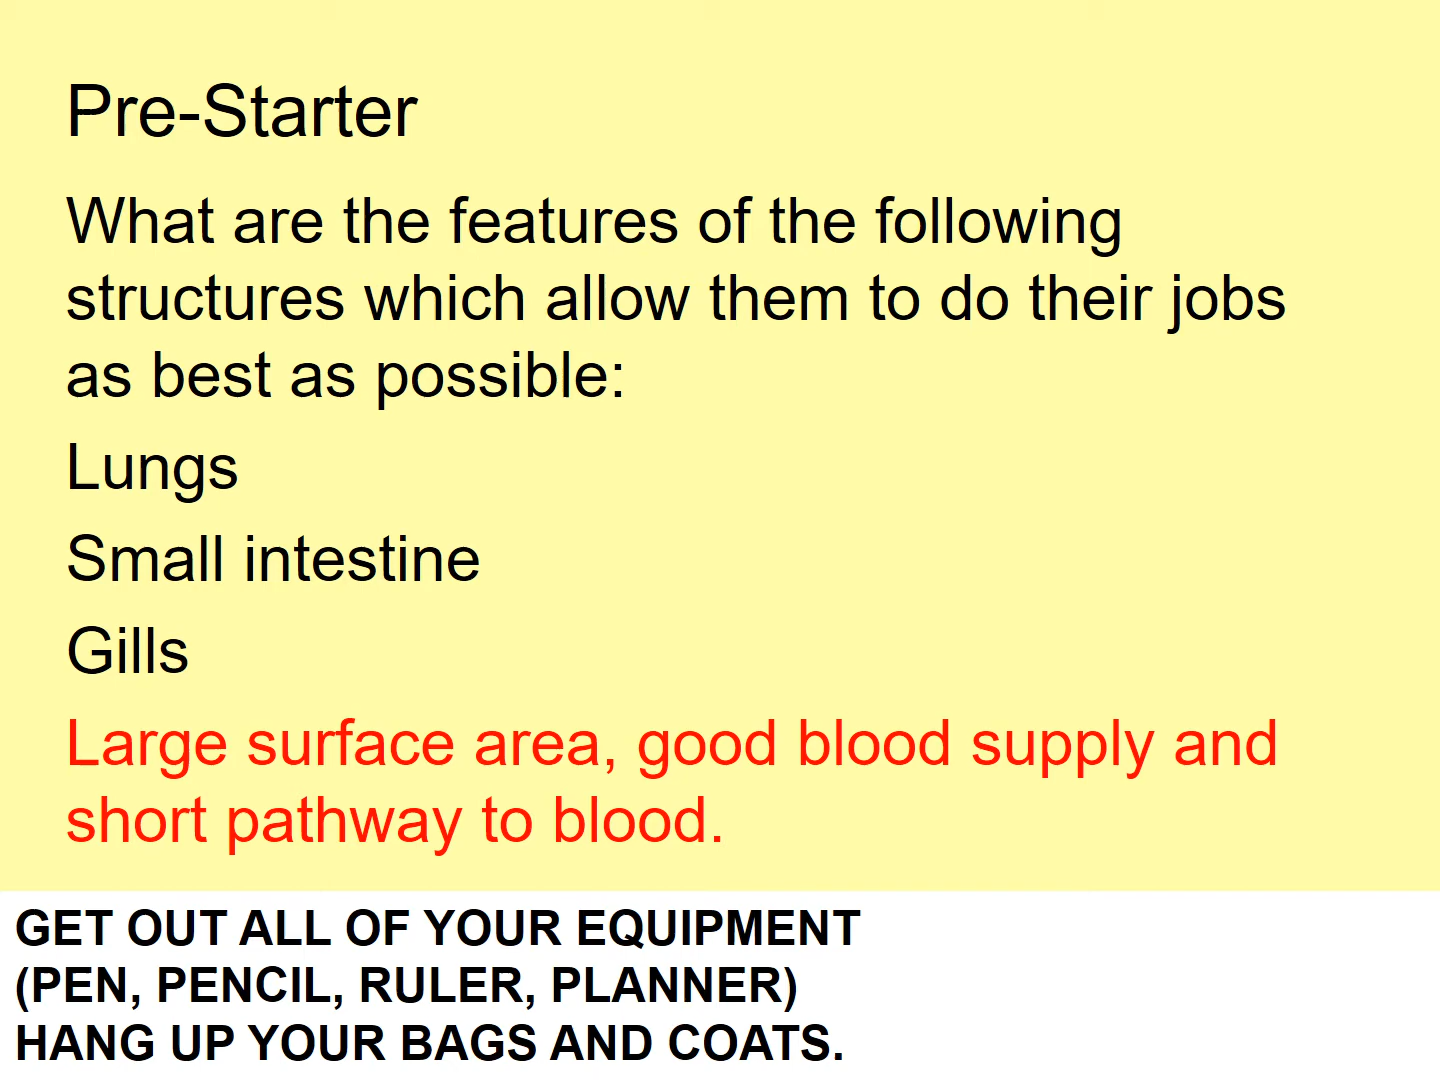 Pre-Starter
What are the features of the following
structures which allow them to do their jobs
as best as possible:
Lungs
Small intestine
Gills
Large surface area, good blood supply and
short pathway to blood.
GET OUT ALL OF YOUR EQUIPMENT
(PEN, PENCIL, RULER, PLANNER)
HANG UP YOUR BAGS AND COATS.